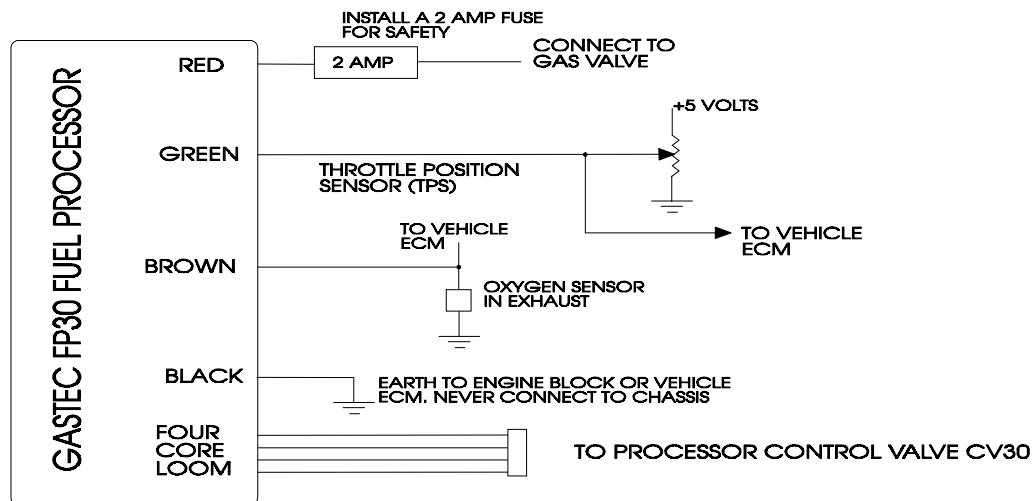 GASTEC FP30 FUEL PROCESSOR
INSTALL A 2 AMP FUSE
FOR SAFETY
RED
2 AMP
CONNECT TO
GAS VALVE
+5 VOLTS
GREEN
THROTTLE POSITION
SENSOR (TPS)
TO VEHICLE
ECM
TO VEHICLE
ECM
BROWN
OXYGEN SENSOR
IN EXHAUST
BLACK
EARTH TO ENGINE BLOCK OR VEHICLE
ECM. NEVER CONNECT TO CHASSIS
FOUR
CORE
LOOM
TO PROCESSOR CONTROL VALVE CV30